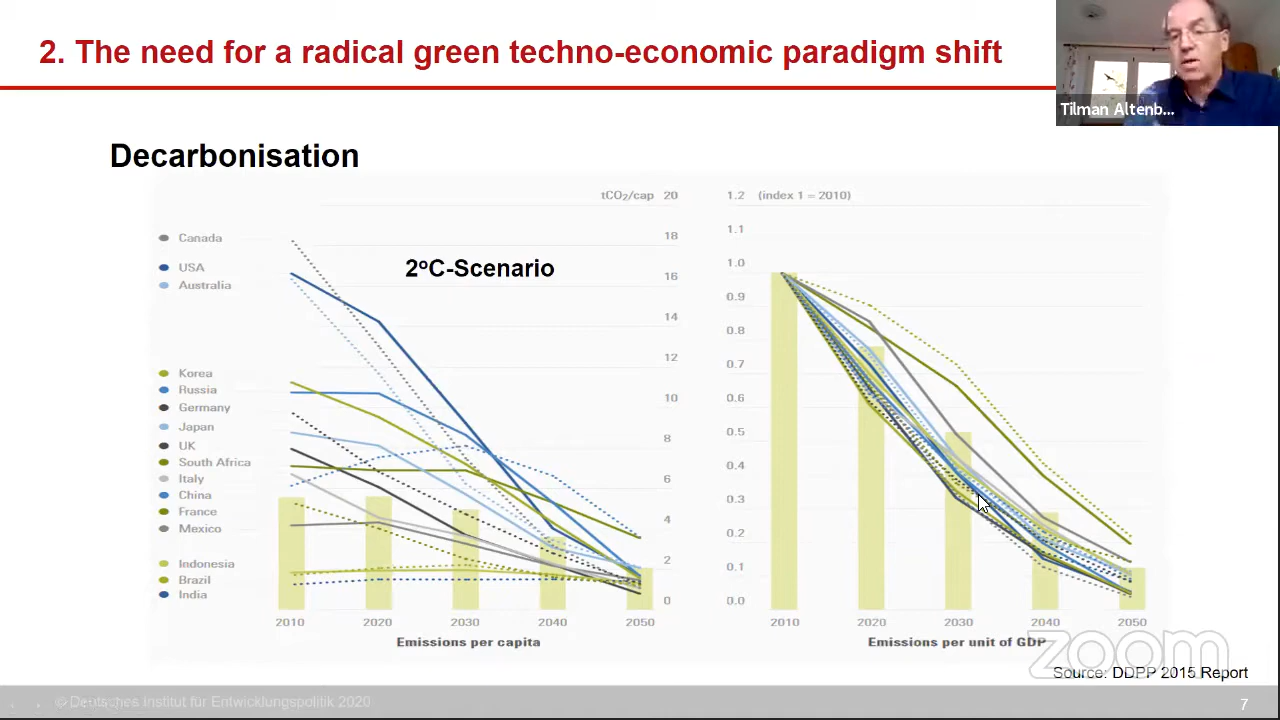 2. The need for a radical green techno-economic paradigm shift
Tilman Altenb...
Decarbonisation
tCO₂/cap 20
18
16
14
12
10
8
6
4
2
0
Canada
USA
Australia
Korea
Russia
Germany
Japan
UK
South Africa
Italy
China
France
Mexico
Indonesia
Brazil
India
2°C-Scenario
2010 2020 2030 2040 2050
Emissions per capita
1.2 (index 1 = 2010)
1.1
1.0
0.9
0.8
0.7
0.6
0.5
0.4
0.3
0.2
0.1
0.0
2010 2020 2030 2040 2050
Emissions per unit of GDP
zoom
Source: DDPP 2015 Report
© Deutsches Institut für Entwicklungspolitik 2020
7